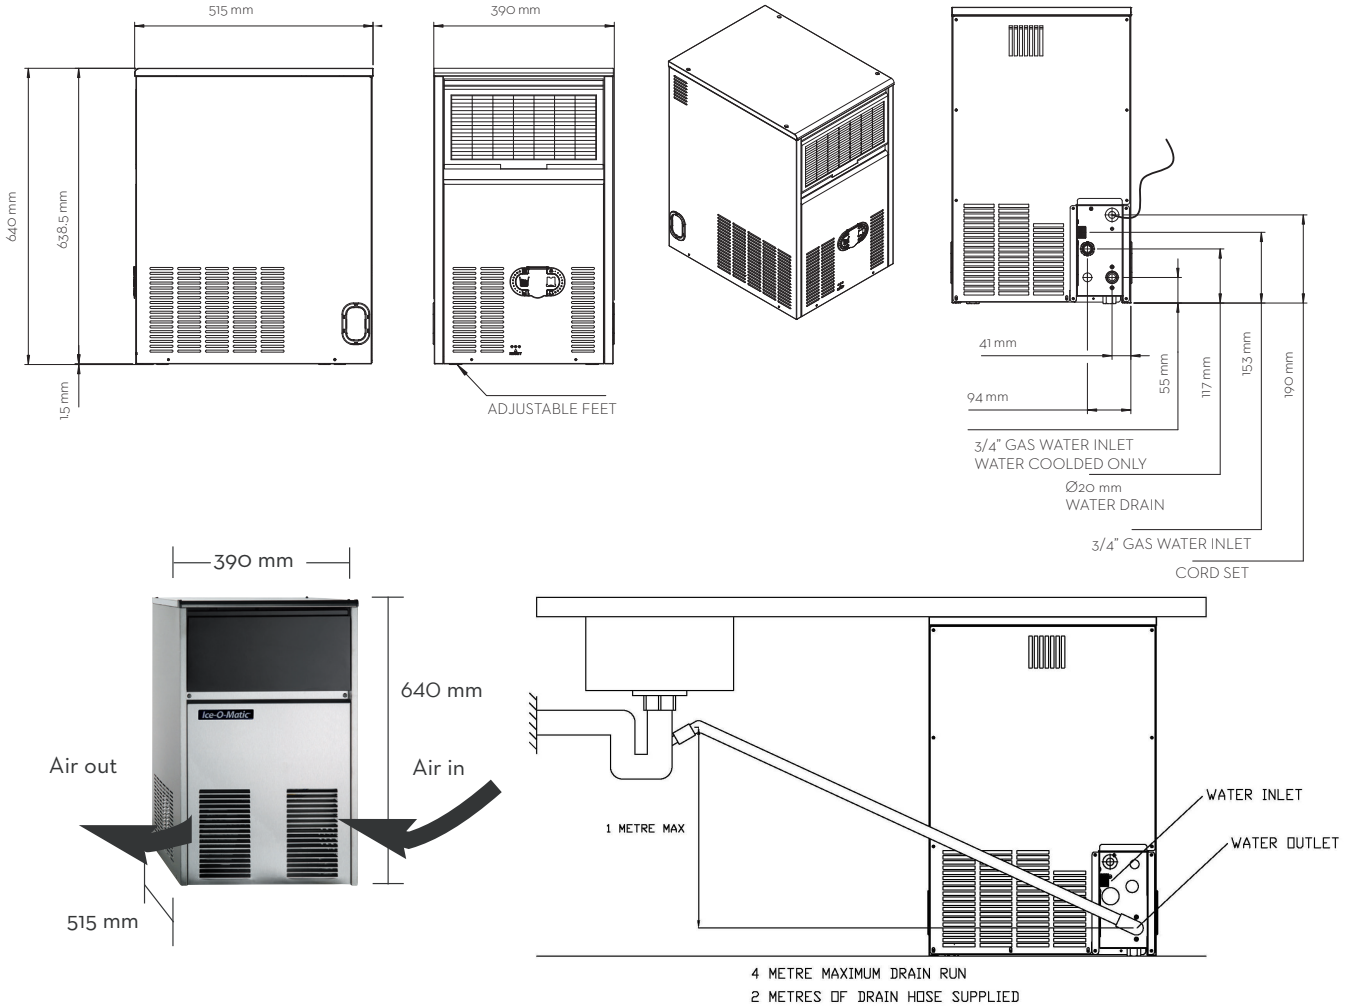 515 mm
390 mm
640 mm
638.5 mm
1.5 mm
ADJUSTABLE FEET
41 mm
94 mm
55 mm
117 mm
153 mm
190 mm
3/4" GAS WATER INLET
WATER COOLDED ONLY
Ø20 mm
WATER DRAIN
3/4" GAS WATER INLET
CORD SET
390 mm
640 mm
Ice-O-Matic
Air out
Air in
515 mm
1 METRE MAX
WATER INLET
WATER OUTLET
4 METRE MAXIMUM DRAIN RUN
2 METRES OF DRAIN HOSE SUPPLIED